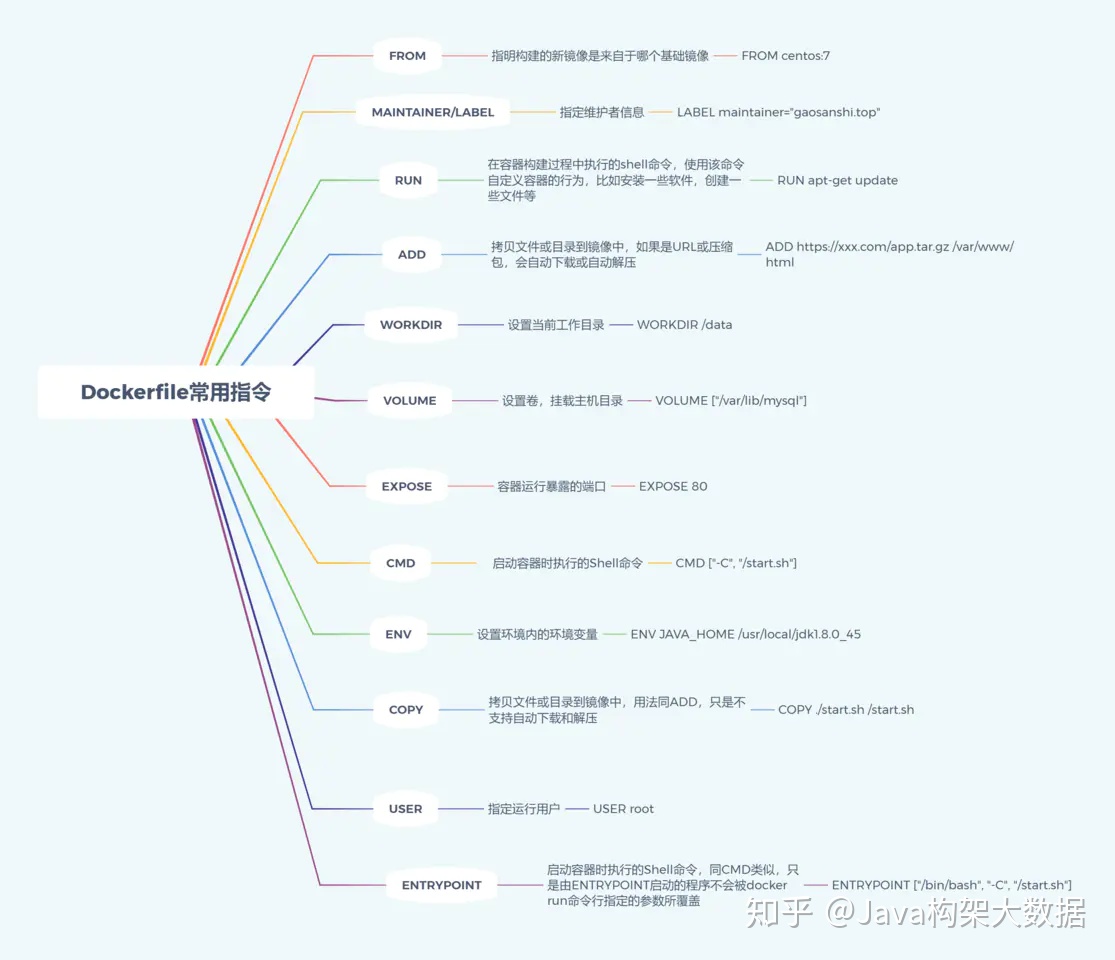 Dockerfile常用指令
FROM
指明构建的新镜像是来自于哪个基础镜像
FROM centos:7
MAINTAINER/LABEL
指定维护者信息
LABEL maintainer="gaosanshi.top"
RUN
在容器构建过程中执行的shell命令，使用该命令
自定义容器的行为，比如安装一些软件，创建一
些文件等
RUN apt-get update
ADD
拷贝文件或目录到镜像中，如果是URL或压缩
包，会自动下载或自动解压
ADD https://xxx.com/app.tar.gz /var/www/
html
WORKDIR
设置当前工作目录
WORKDIR /data
VOLUME
设置卷，挂载主机目录
VOLUME ["/var/lib/mysql"]
EXPOSE
容器运行暴露的端口
EXPOSE 80
CMD
启动容器时执行的Shell命令
CMD ["-C", "/start.sh"]
ENV
设置环境内的环境变量
ENV JAVA_HOME /usr/local/jdk1.8.0_45
COPY
拷贝文件或目录到镜像中，用法同ADD，只是不
支持自动下载和解压
COPY ./start.sh /start.sh
USER
指定运行用户
USER root
ENTRYPOINT
启动容器时执行的Shell命令，同CMD类似，只
是由ENTRYPOINT启动的程序不会被docker
run命令行指定的参数所覆盖
ENTRYPOINT ["/bin/bash", "-C", "/start.sh"]
知乎 @Java构架大数据